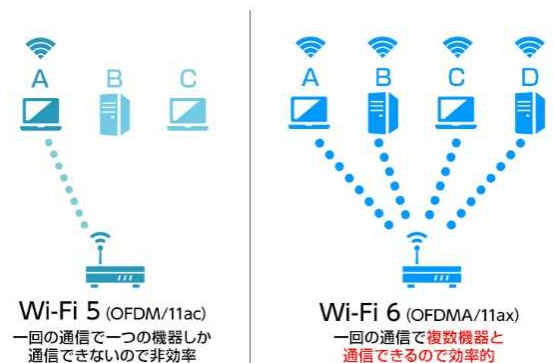 A B C
Wi-Fi 5 (OFDM/11ac)
一回の通信で一つの機器しか
通信できないので非効率
A B C D
Wi-Fi 6 (OFDMA/11ax)
一回の通信で複数機器と
通信できるので効率的